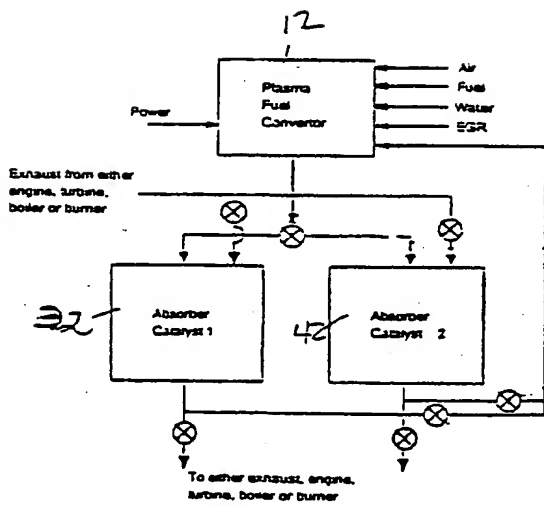 12
Plasma
Fuel
Convertor
Power
Air
Fuel
Water
EGR
Exhaust from either
engine, turbine,
boiler or burner
32
Absorber
Catalyst 1
Absorber
Catalyst 2
To either exhaust, engine,
turbine, boiler or burner